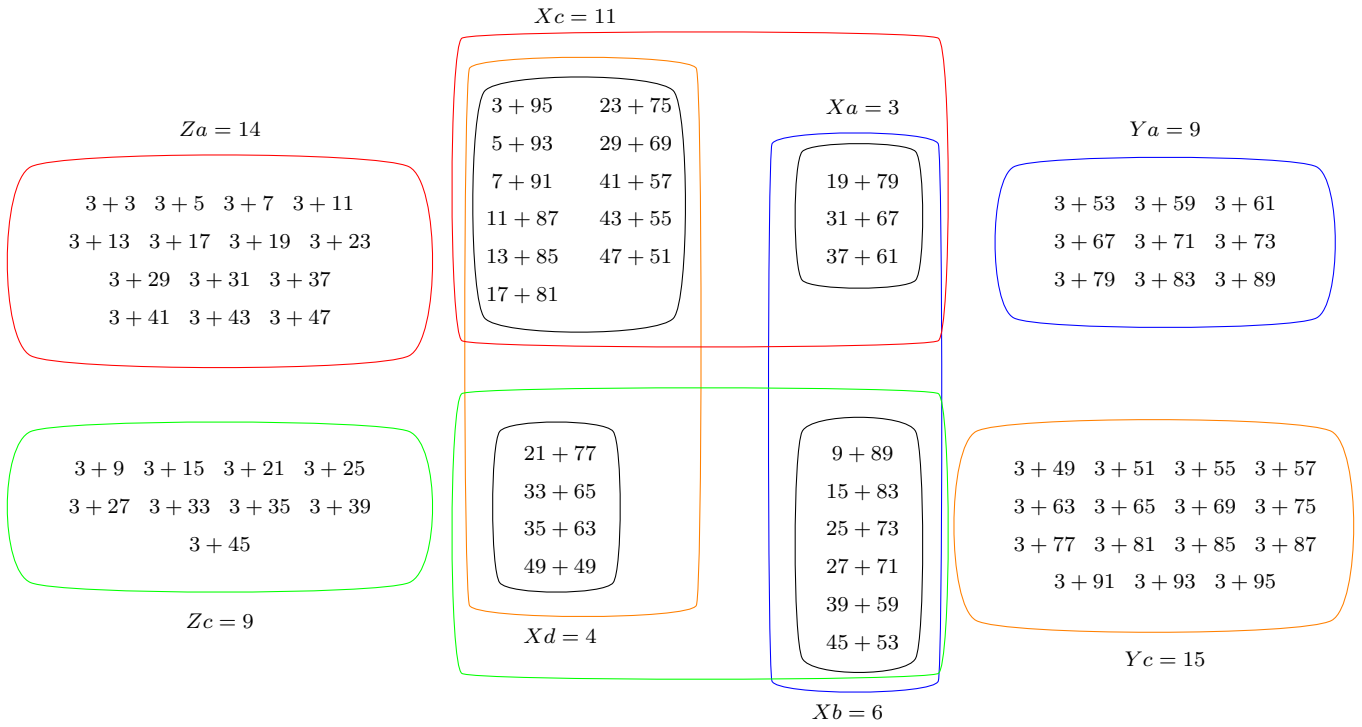 Xc = 11
Za = 14
3 + 3 3 + 5 3 + 7 3 + 11
3 + 13 3 + 17 3 + 19 3 + 23
3 + 29 3 + 31 3 + 37
3 + 41 3 + 43 3 + 47
3 + 95 23 + 75
5 + 93 29 + 69
7 + 91 41 + 57
11 + 87 43 + 55
13 + 85 47 + 51
17 + 81
Xa = 3
19 + 79
31 + 67
37 + 61
Ya = 9
3 + 53 3 + 59 3 + 61
3 + 67 3 + 71 3 + 73
3 + 79 3 + 83 3 + 89
3 + 9 3 + 15 3 + 21 3 + 25
3 + 27 3 + 33 3 + 35 3 + 39
3 + 45
Zc = 9
21 + 77
33 + 65
35 + 63
49 + 49
Xd = 4
9 + 89
15 + 83
25 + 73
27 + 71
39 + 59
45 + 53
Xb = 6
3 + 49 3 + 51 3 + 55 3 + 57
3 + 63 3 + 65 3 + 69 3 + 75
3 + 77 3 + 81 3 + 85 3 + 87
3 + 91 3 + 93 3 + 95
Yc = 15